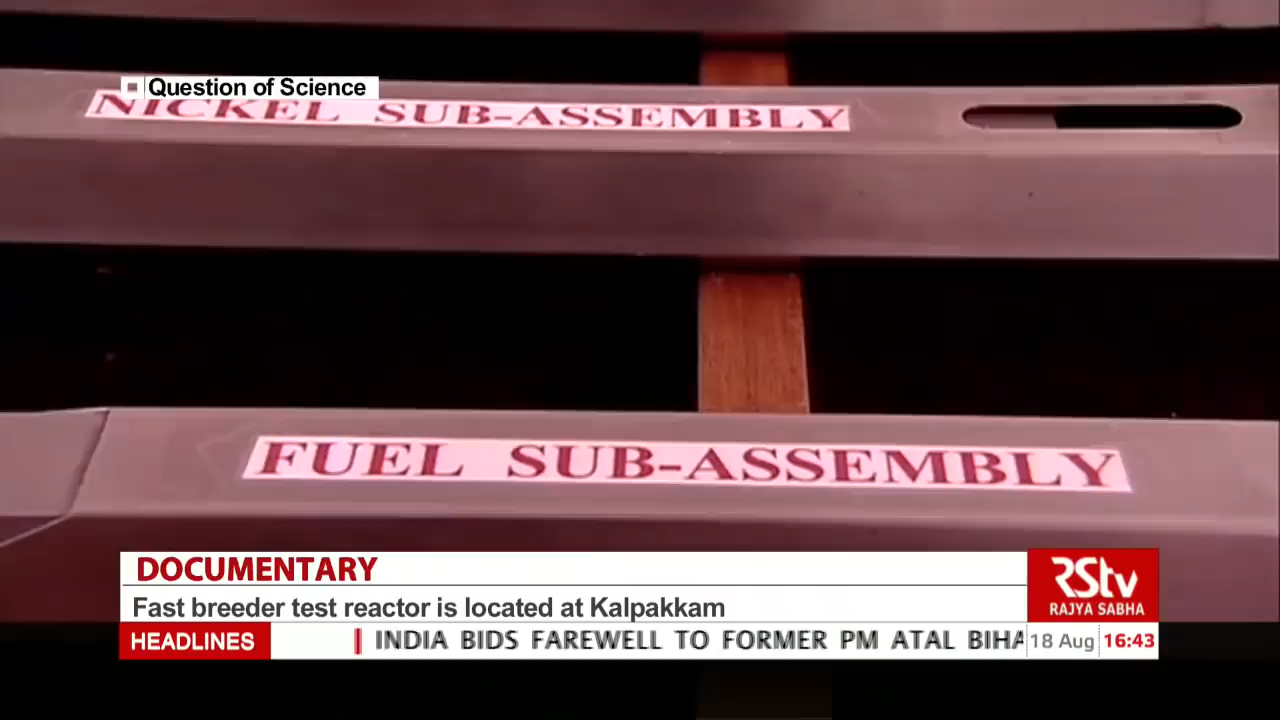 Question of Science
NICKEL SUB-ASSEMBLY
FUEL SUB-ASSEMBLY
DOCUMENTARY
Fast breeder test reactor is located at Kalpakkam
RStv
RAJYA SABHA
HEADLINES
INDIA BIDS FAREWELL TO FORMER PM ATAL BIHA
18 Aug 16:43